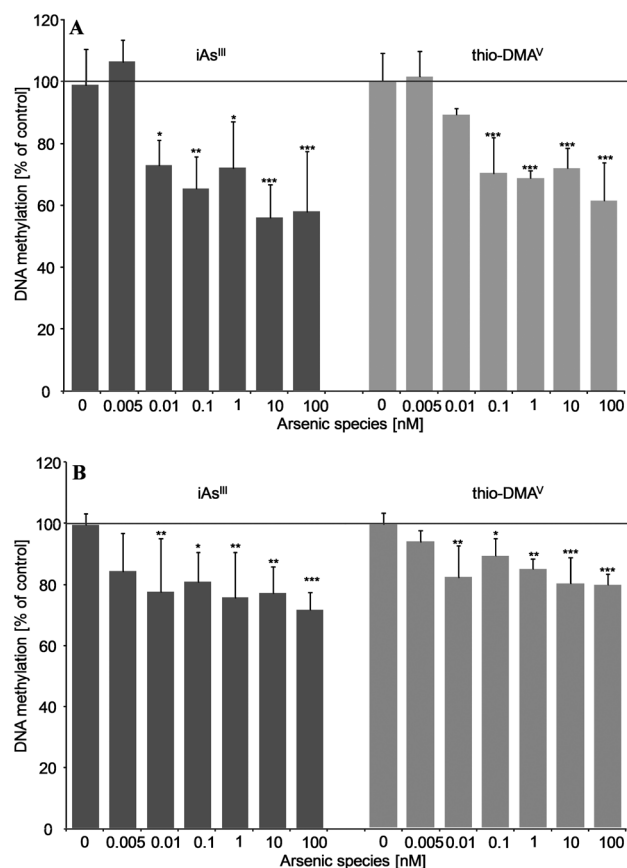 A
120
iAsᴵᴵᴵ
thio-DMAⱽ
100
80
60
40
20
0
DNA methylation [% of control]
* ** * *** ***
*** *** *** ***
0 0.005 0.01 0.1 1 10 100 0 0.005 0.01 0.1 1 10 100
Arsenic species [nM]
B
120
iAsᴵᴵᴵ
thio-DMAⱽ
100
80
60
40
20
0
DNA methylation [% of control]
** * ** ** ***
** * ** *** ***
0 0.005 0.01 0.1 1 10 100 0 0.005 0.01 0.1 1 10 100
Arsenic species [nM]